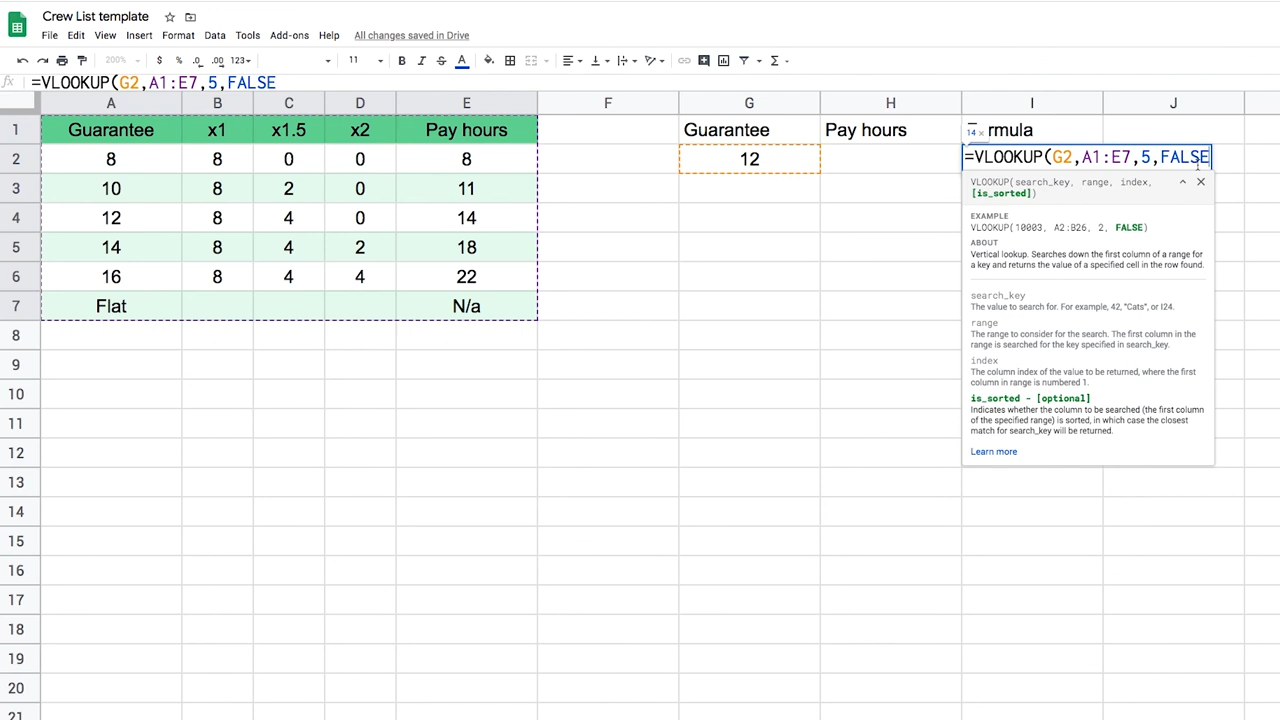 Crew List template
File Edit View Insert Format Data Tools Add-ons Help All changes saved in Drive
200% $ % .0 .00 123 11 B I S A Σ
fx =VLOOKUP(G2,A1:E7,5,FALSE
A B C D E F G H I J
1 Guarantee x1 x1.5 x2 Pay hours Guarantee Pay hours 14 × rmula
2 8 8 0 0 8 12 =VLOOKUP(G2,A1:E7,5,FALSE
3 10 8 2 0 11
VLOOKUP(search_key, range, index,
[is_sorted])
4 12 8 4 0 14
EXAMPLE
VLOOKUP(10003, A2:B26, 2, FALSE)
5 14 8 4 2 18
ABOUT
Vertical lookup. Searches down the first column of a range for
a key and returns the value of a specified cell in the row found.
6 16 8 4 4 22
search_key
The value to search for. For example, 42, "Cats", or I24.
7 Flat N/a
range
The range to consider for the search. The first column in the
range is searched for the key specified in search_key.
8
index
The column index of the value to be returned, where the first
column in range is numbered 1.
9
is_sorted - [optional]
Indicates whether the column to be searched (the first column
of the specified range) is sorted, in which case the closest
match for search_key will be returned.
10
11
Learn more
12
13
14
15
16
17
18
19
20
21